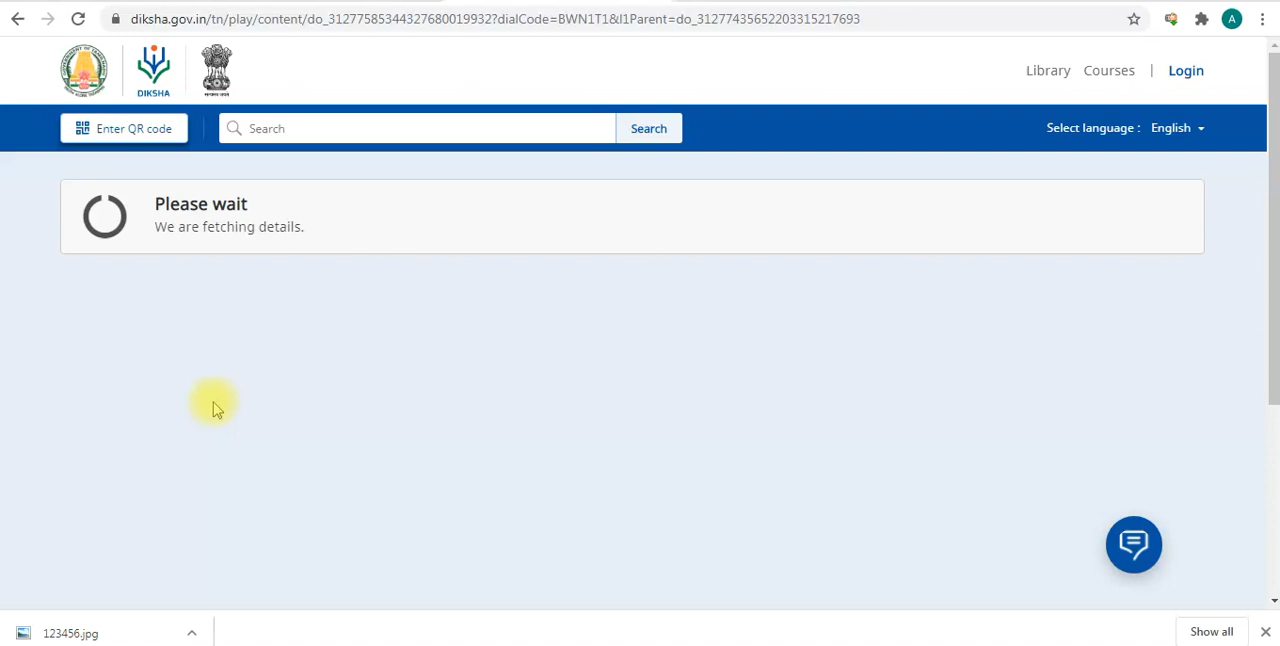 diksha.gov.in/tn/play/content/do_31277585344327680019932?dialCode=BWN1T1&l1Parent=do_31277435652203315217693
A
DIKSHA
Library Courses | Login
Enter QR code
Search
Search
Select language : English
Please wait
We are fetching details.
123456.jpg
Show all